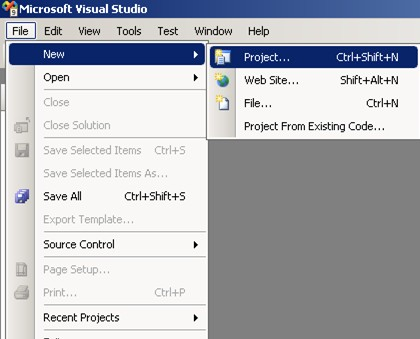 Microsoft Visual Studio
File Edit View Tools Test Window Help
New
Open
Close
Close Solution
Save Selected Items Ctrl+S
Save Selected Items As...
Save All Ctrl+Shift+S
Export Template...
Source Control
Page Setup...
Print... Ctrl+P
Recent Projects
Project... Ctrl+Shift+N
Web Site... Shift+Alt+N
File... Ctrl+N
Project From Existing Code...